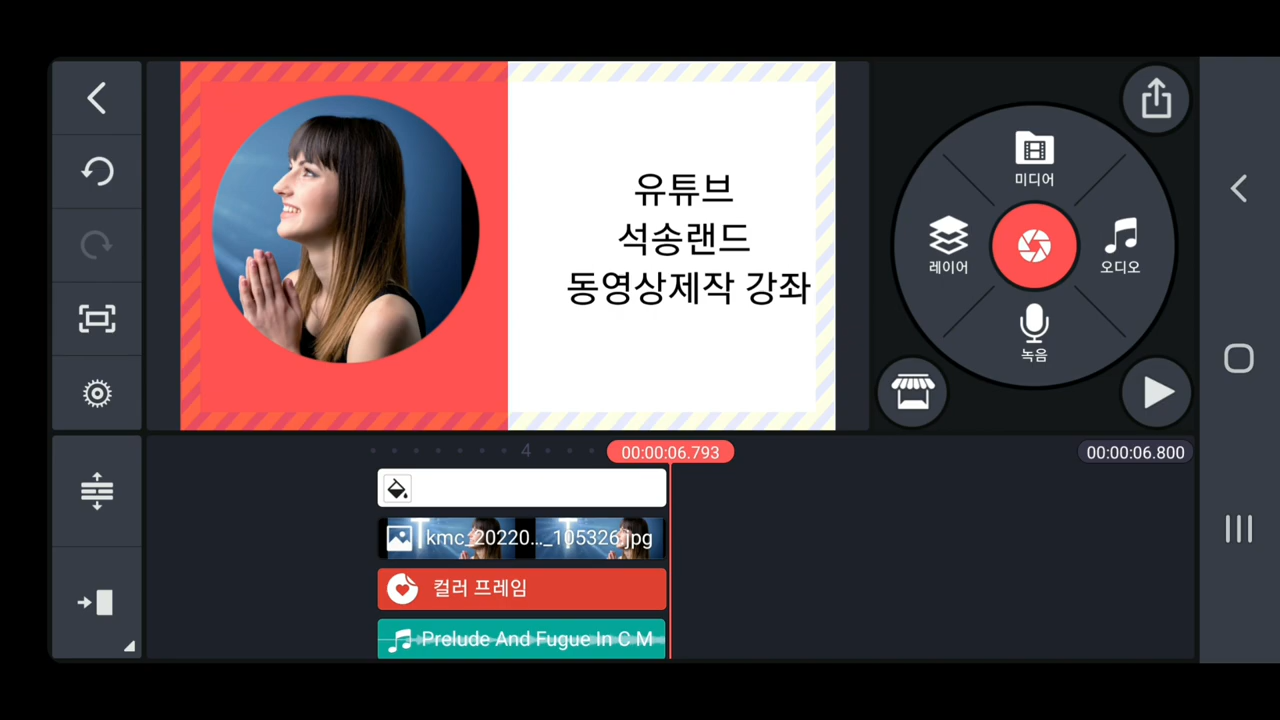 유튜브
석송랜드
동영상제작 강좌
미디어
레이어
오디오
녹음
4
00:00:06.793
00:00:06.800
kmc_20220..._105326.jpg
컬러 프레임
Prelude And Fugue In C M